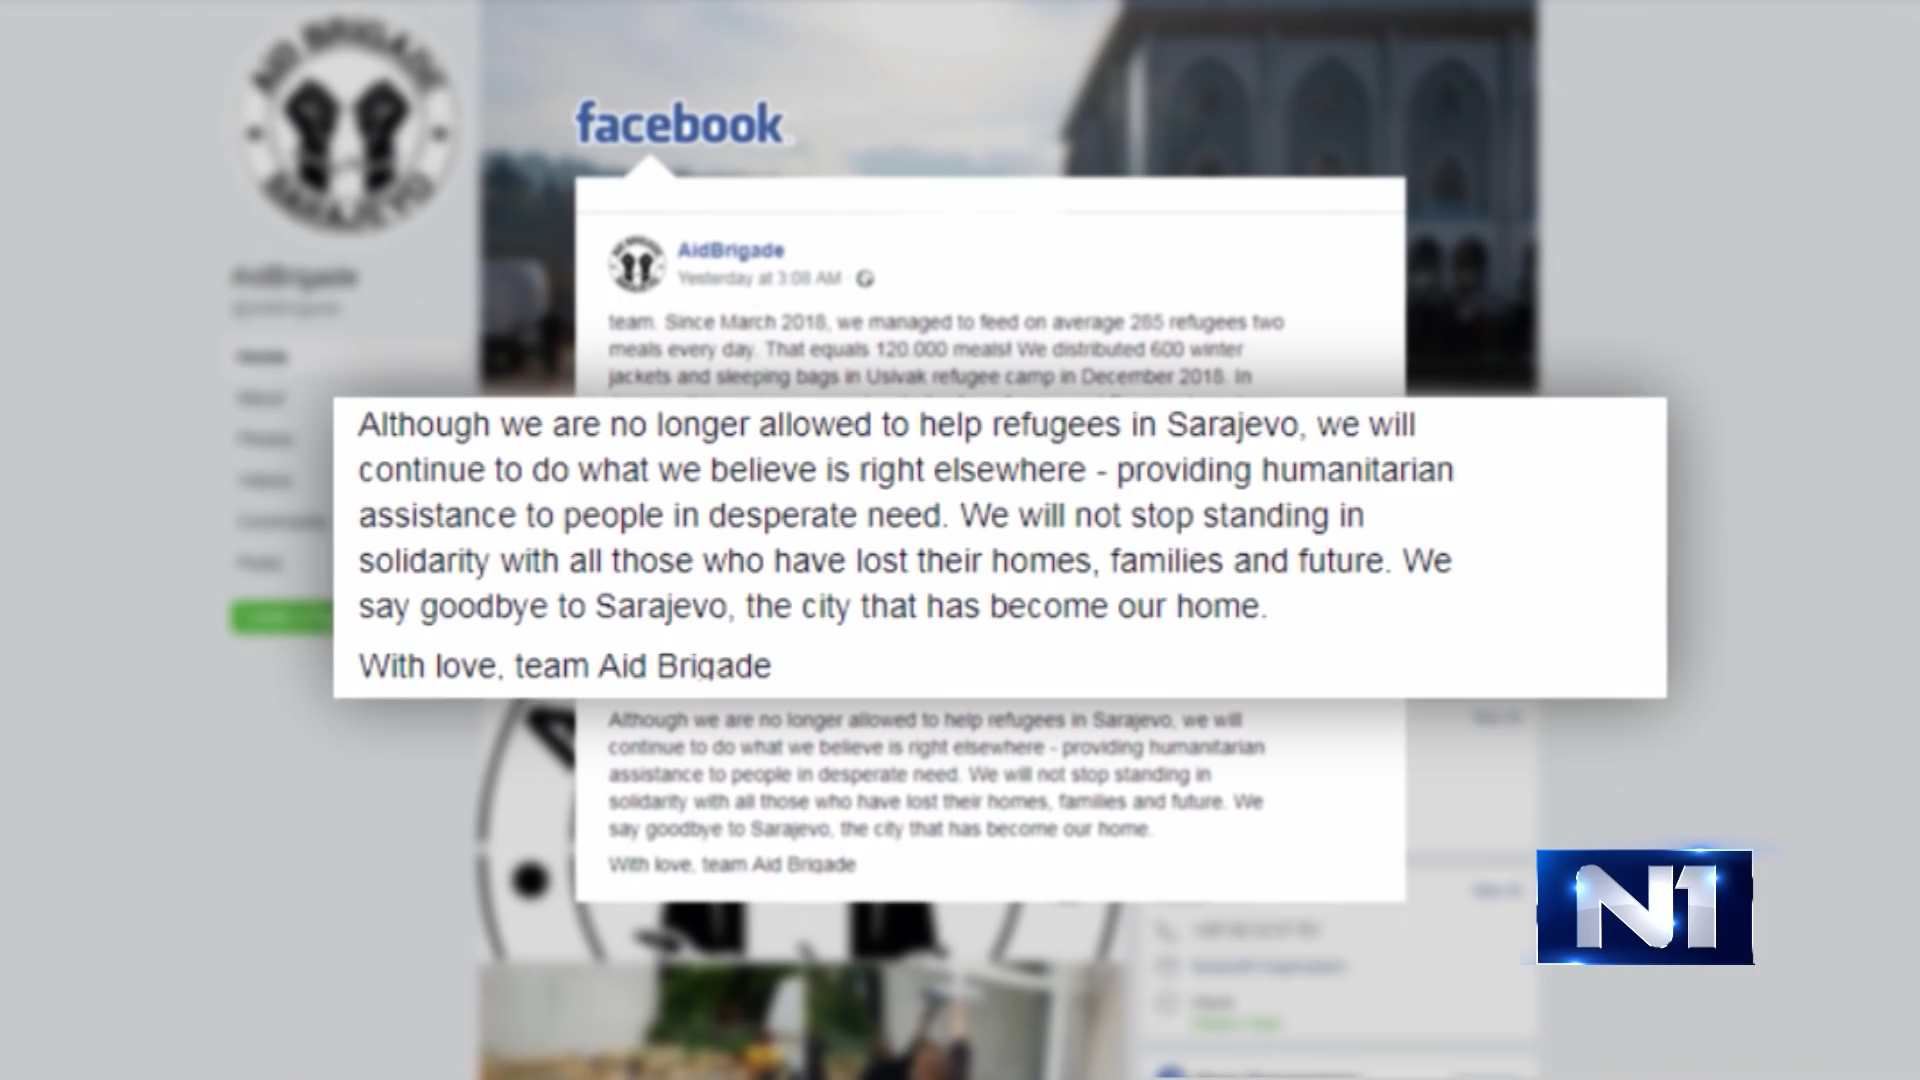 AID BRIGADE
SARAJEVO
AidBrigade
facebook
AidBrigade
Yesterday at 3:08 AM ·
team. Since March 2018, we managed to feed on average 285 refugees two
meals every day. That equals 120.000 meals! We distributed 600 winter
jackets and sleeping bags in Usivak refugee camp in December 2018. In
Although we are no longer allowed to help refugees in Sarajevo, we will
continue to do what we believe is right elsewhere - providing humanitarian
assistance to people in desperate need. We will not stop standing in
solidarity with all those who have lost their homes, families and future. We
say goodbye to Sarajevo, the city that has become our home.
With love, team Aid Brigade
Although we are no longer allowed to help refugees in Sarajevo, we will
continue to do what we believe is right elsewhere - providing humanitarian
assistance to people in desperate need. We will not stop standing in
solidarity with all those who have lost their homes, families and future. We
say goodbye to Sarajevo, the city that has become our home.
With love, team Aid Brigade
N1